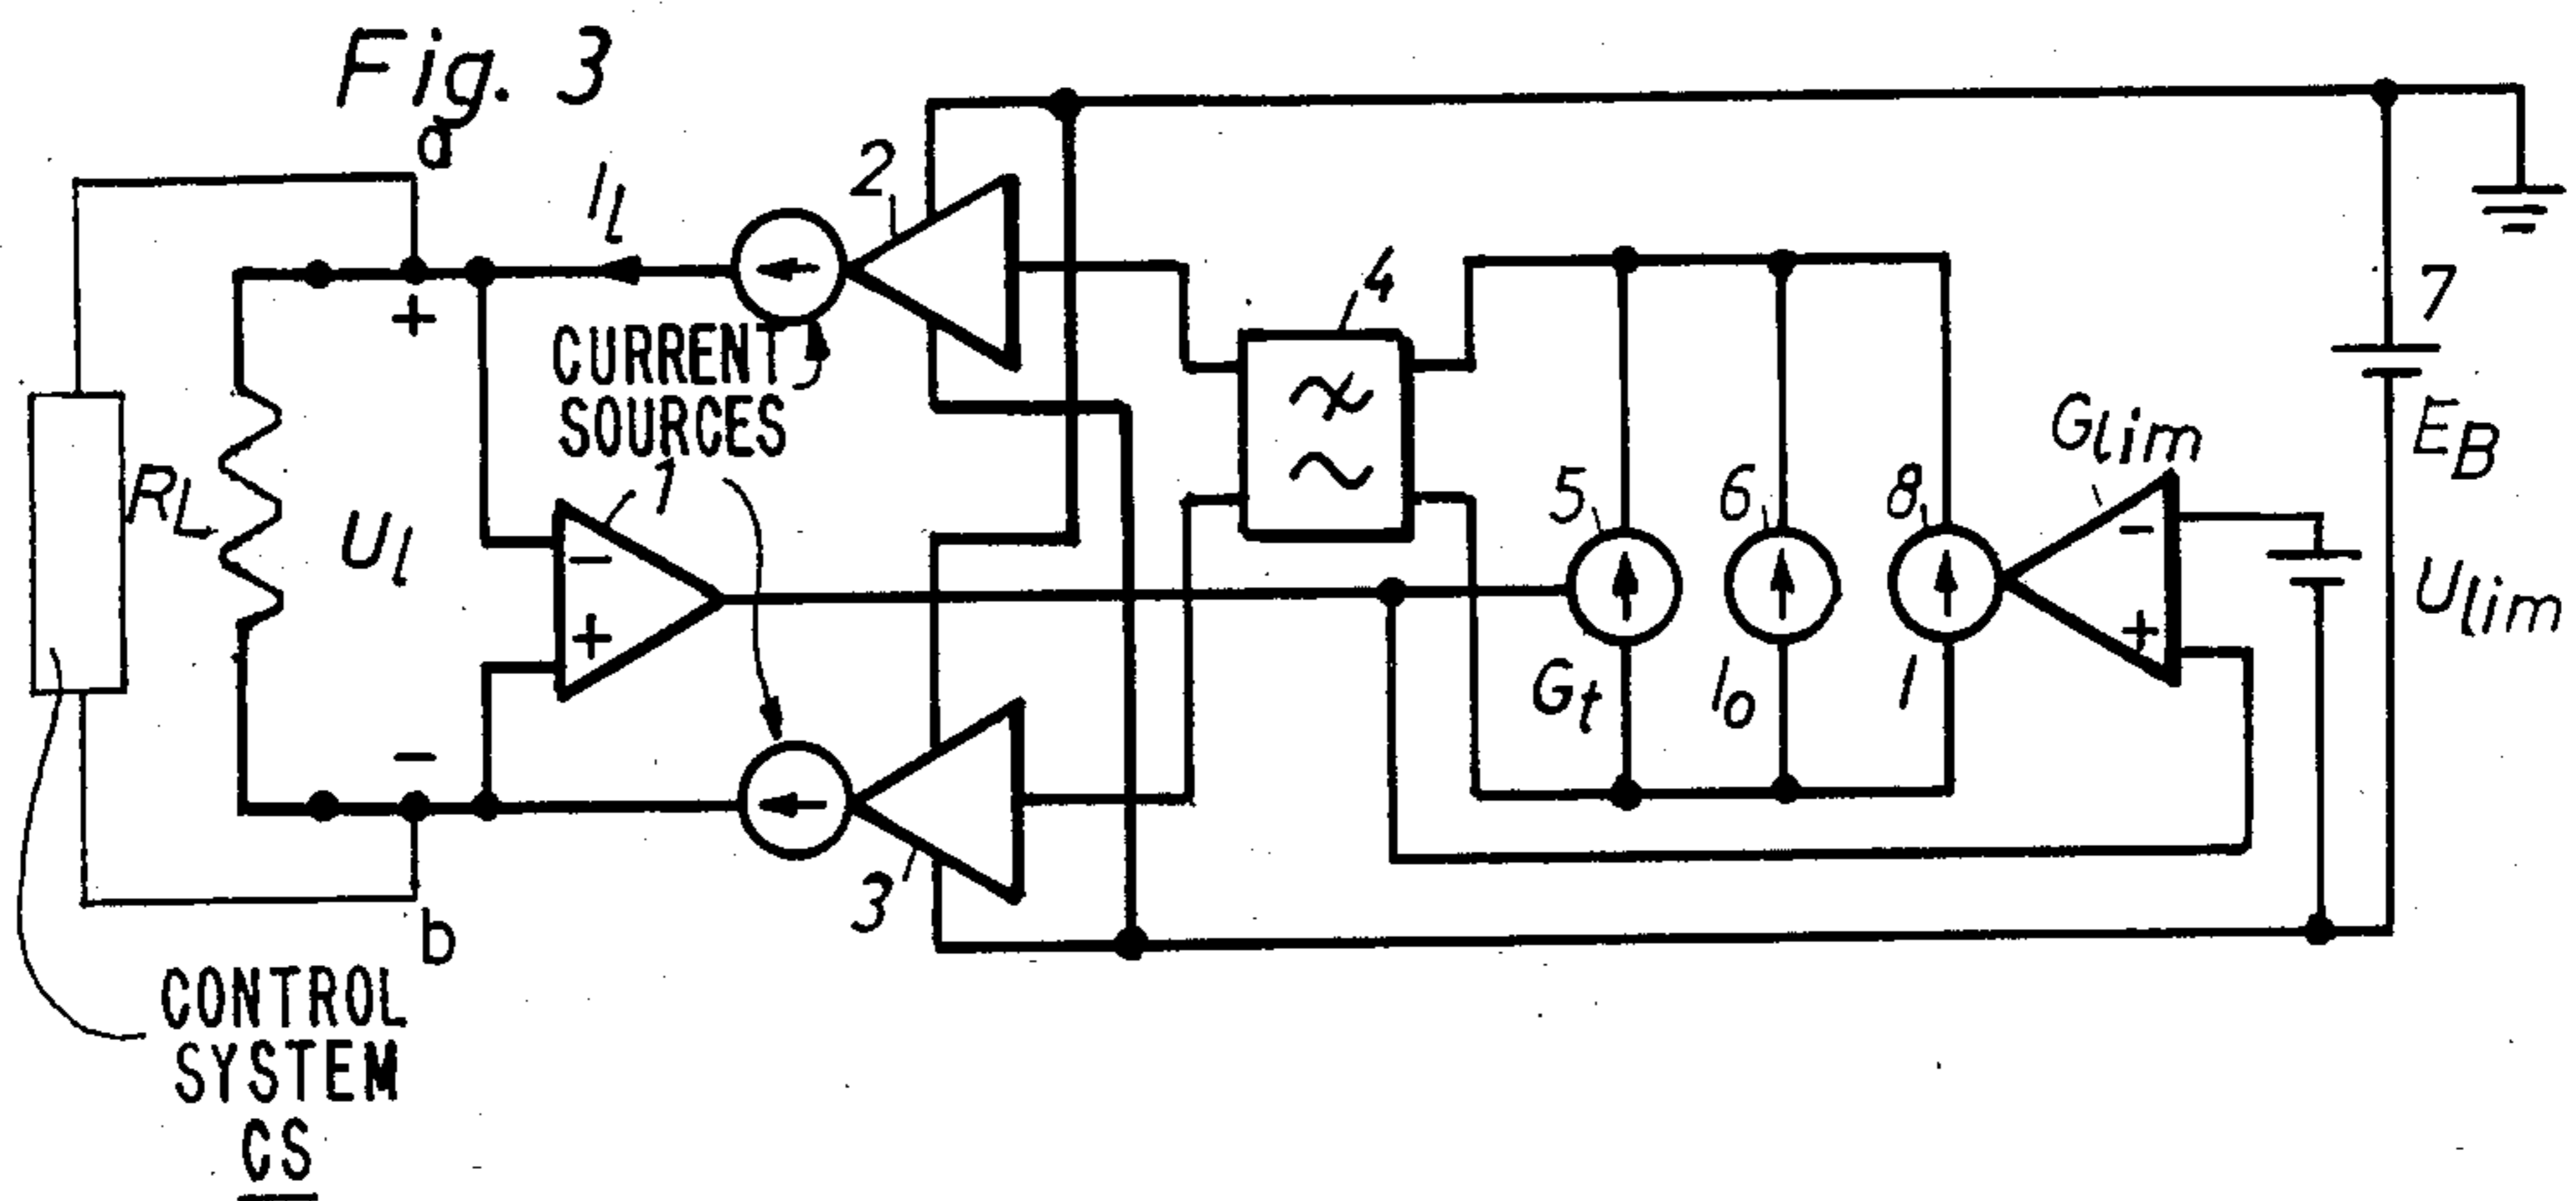 Fig. 3
a
I_l
2
+
CURRENT
SOURCES
4
7
E_B
G_lim
R_L
U_l
1
−
+
5
6
8
−
+
U_lim
G_t
I_o
I
−
3
b
CONTROL
SYSTEM
CS